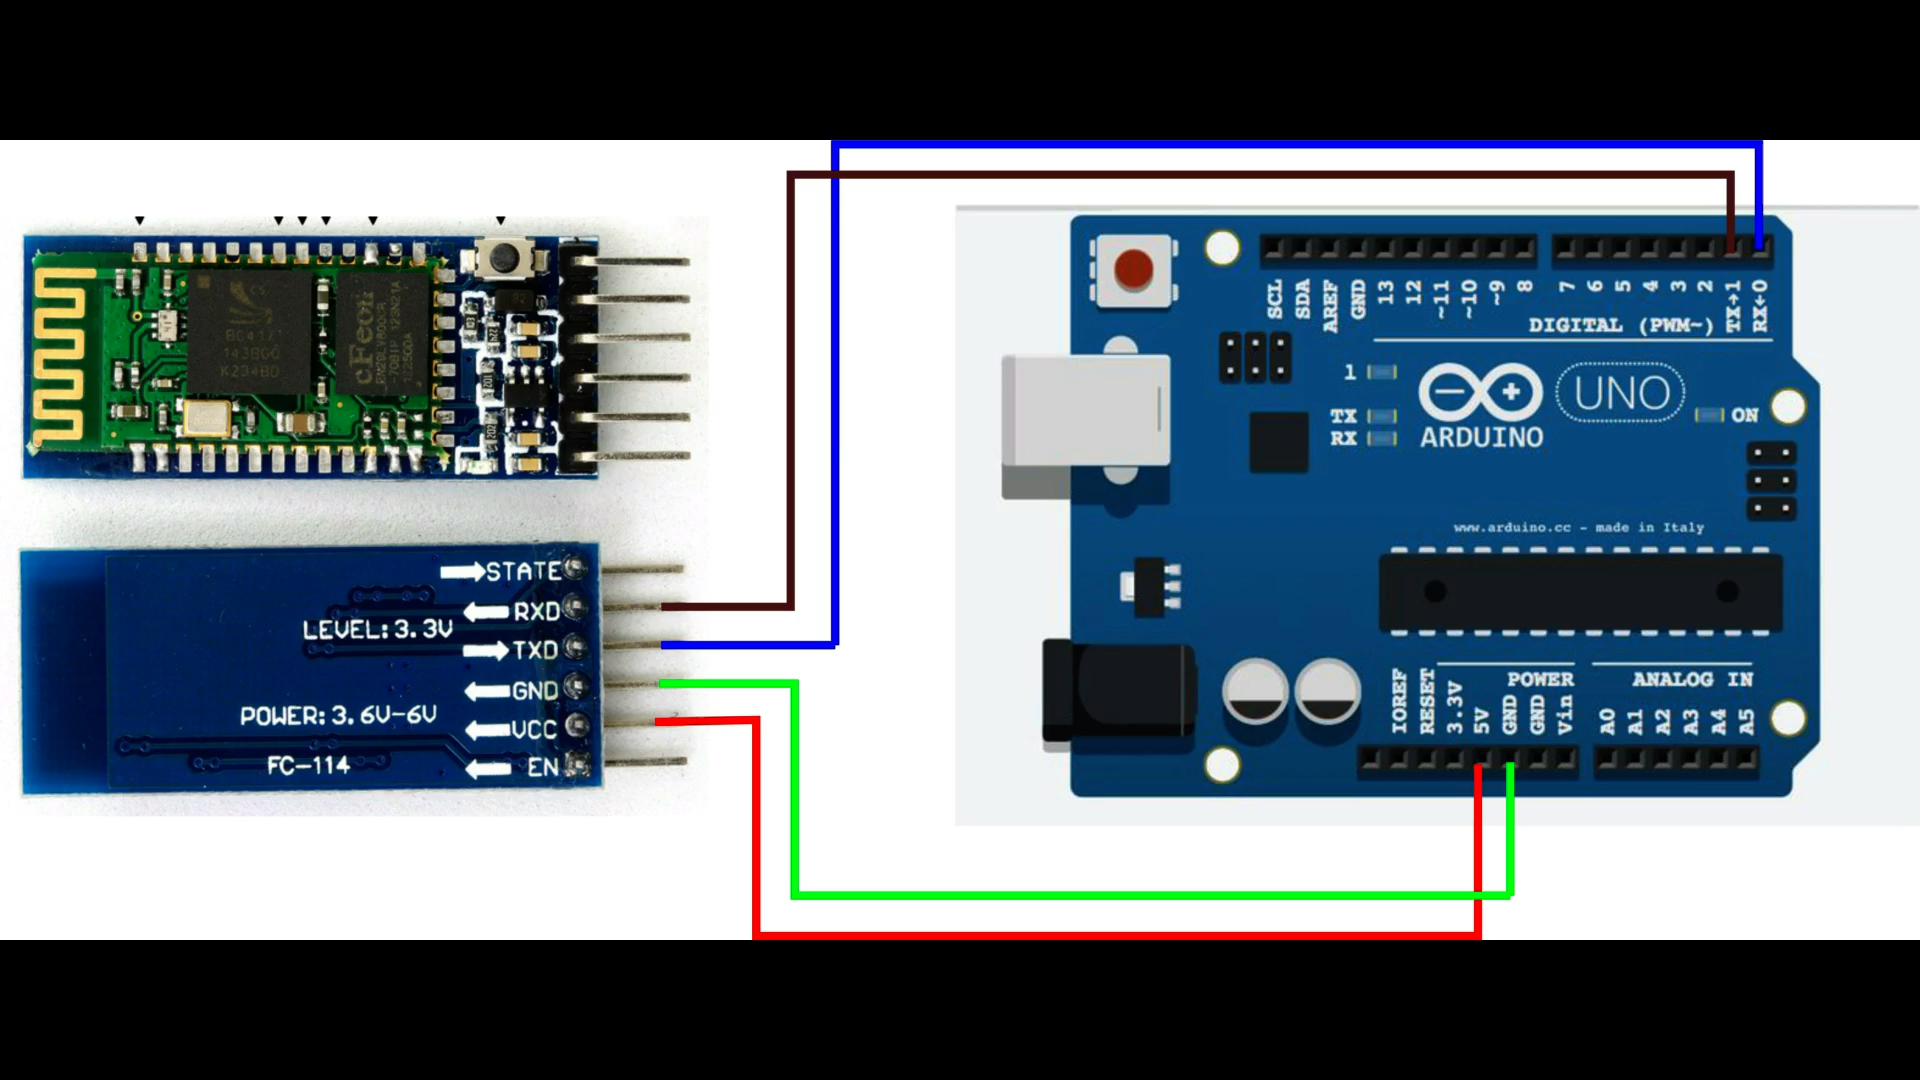 STATE
RXD
LEVEL:3.3V
TXD
GND
POWER:3.6V-6V
VCC
FC-114
EN
SCL
SDA
AREF
GND
13
12
~11
~10
~9
8
7
6
5
4
3
2
TX→1
RX←0
DIGITAL (PWM~)
1
TX
RX
UNO
ARDUINO
ON
www.arduino.cc - made in Italy
POWER
ANALOG IN
IOREF
RESET
3.3V
5V
GND
GND
Vin
A0
A1
A2
A3
A4
A5
cFeon